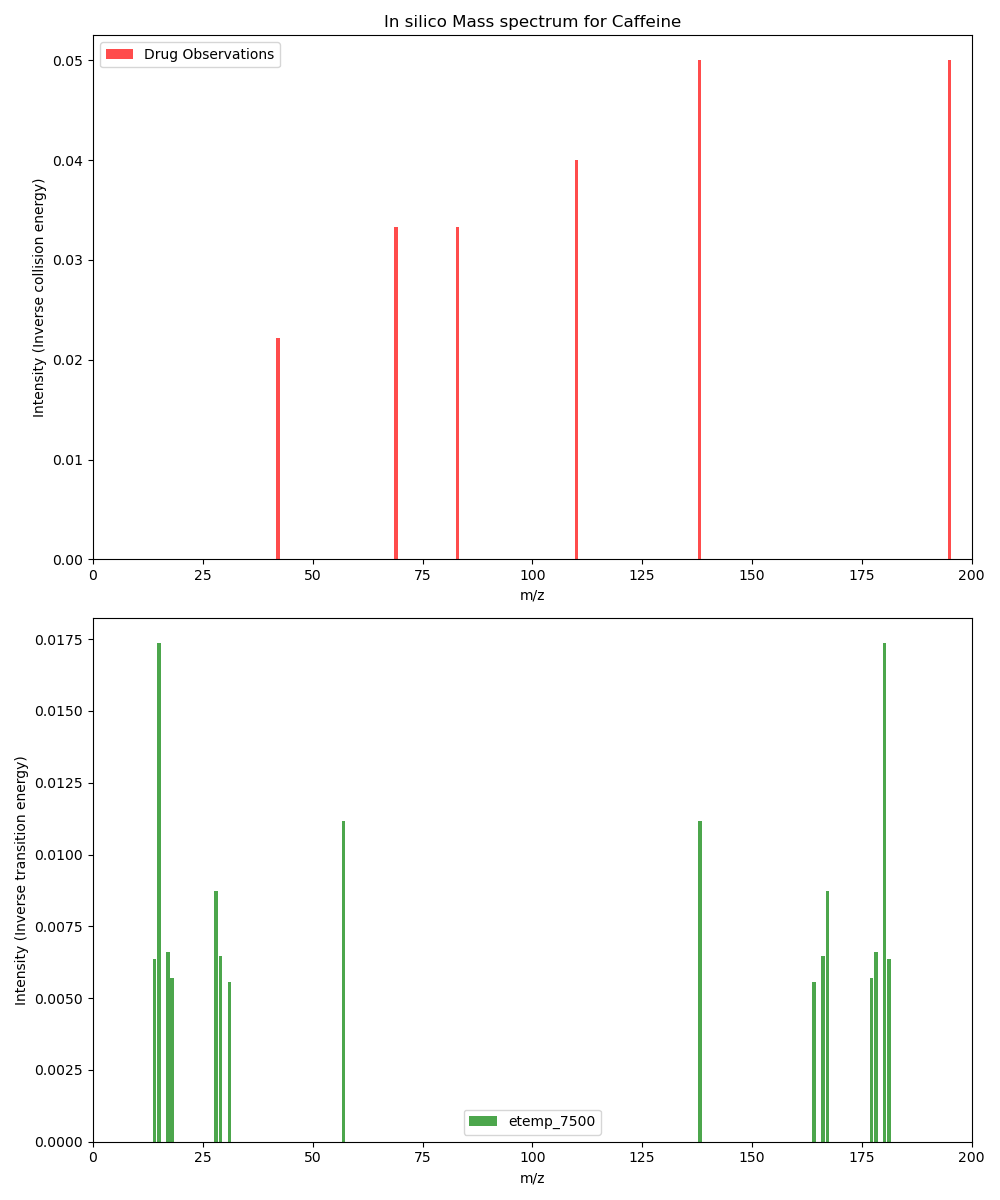 In silico Mass spectrum for Caffeine
Drug Observations
Intensity (Inverse collision energy)
0.05
0.04
0.03
0.02
0.01
0.00
0 25 50 75 100 125 150 175 200
m/z
Intensity (Inverse transition energy)
0.0175
0.0150
0.0125
0.0100
0.0075
0.0050
0.0025
0.0000
etemp_7500
0 25 50 75 100 125 150 175 200
m/z